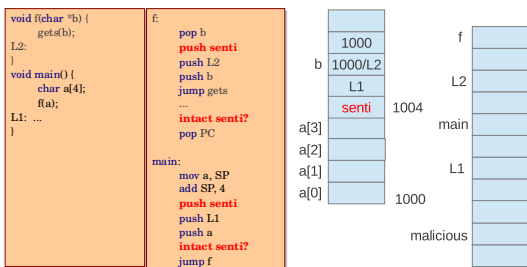 void f(char *b) {
gets(b);
L2:
}
void main() {
char a[4];
f(a);
L1: ...
}
f:
pop b
push senti
push L2
push b
jump gets
...
intact senti?
pop PC
main:
mov a, SP
add SP, 4
push senti
push L1
push a
intact senti?
jump f
1000
b 1000/L2
L1
senti 1004
a[3]
a[2]
a[1]
a[0]
1000
f
L2
main
L1
malicious